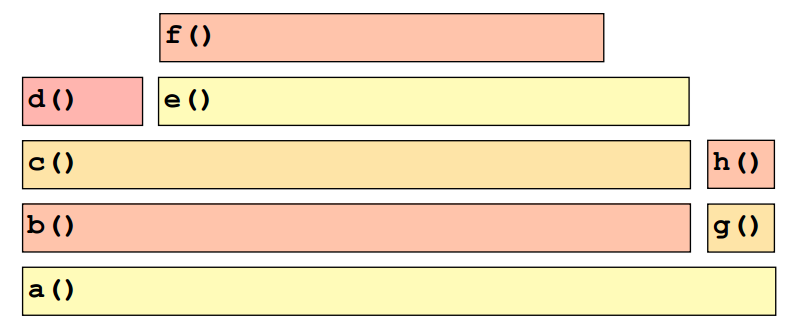 f()
d() e()
c() h()
b() g()
a()